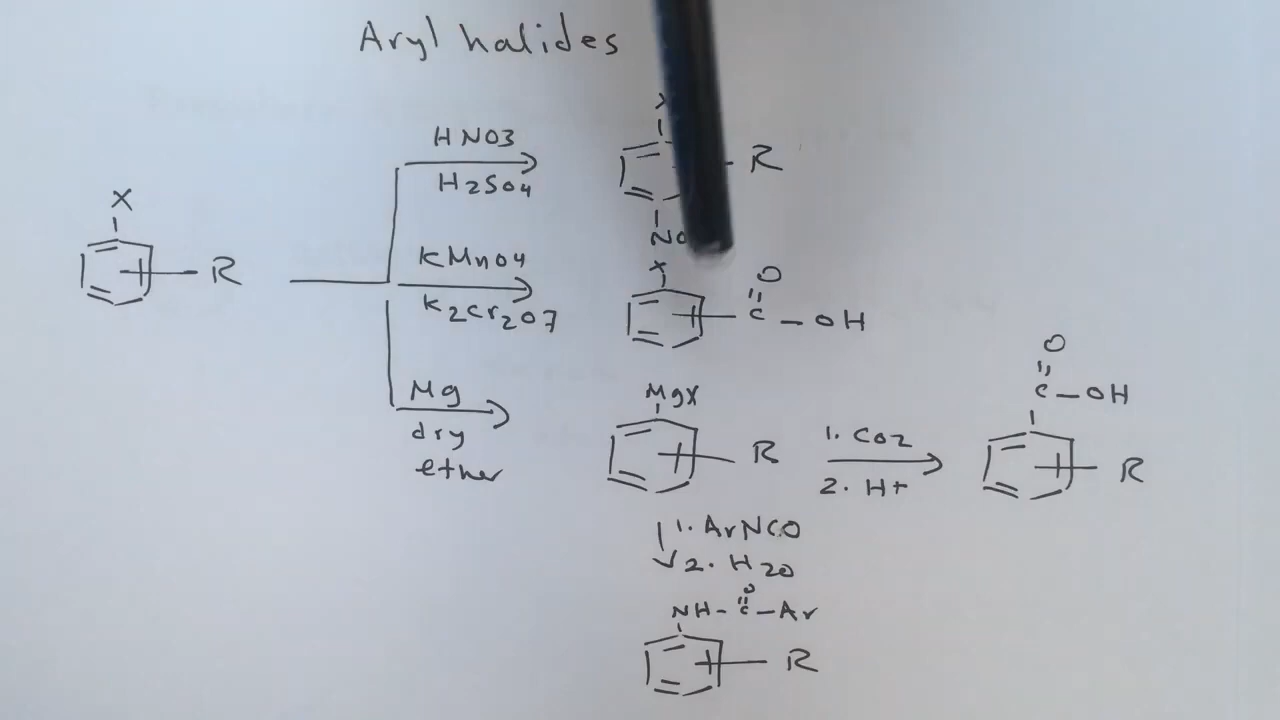 Aryl halides
HNO3
H2SO4
R
X
R
KMnO4
K2Cr2O7
X
O
C - OH
Mg
dry
ether
MgX
R
1. CO2
2. H+
O
C - OH
R
1. ArNCO
2. H2O
O
NH - C - Ar
R